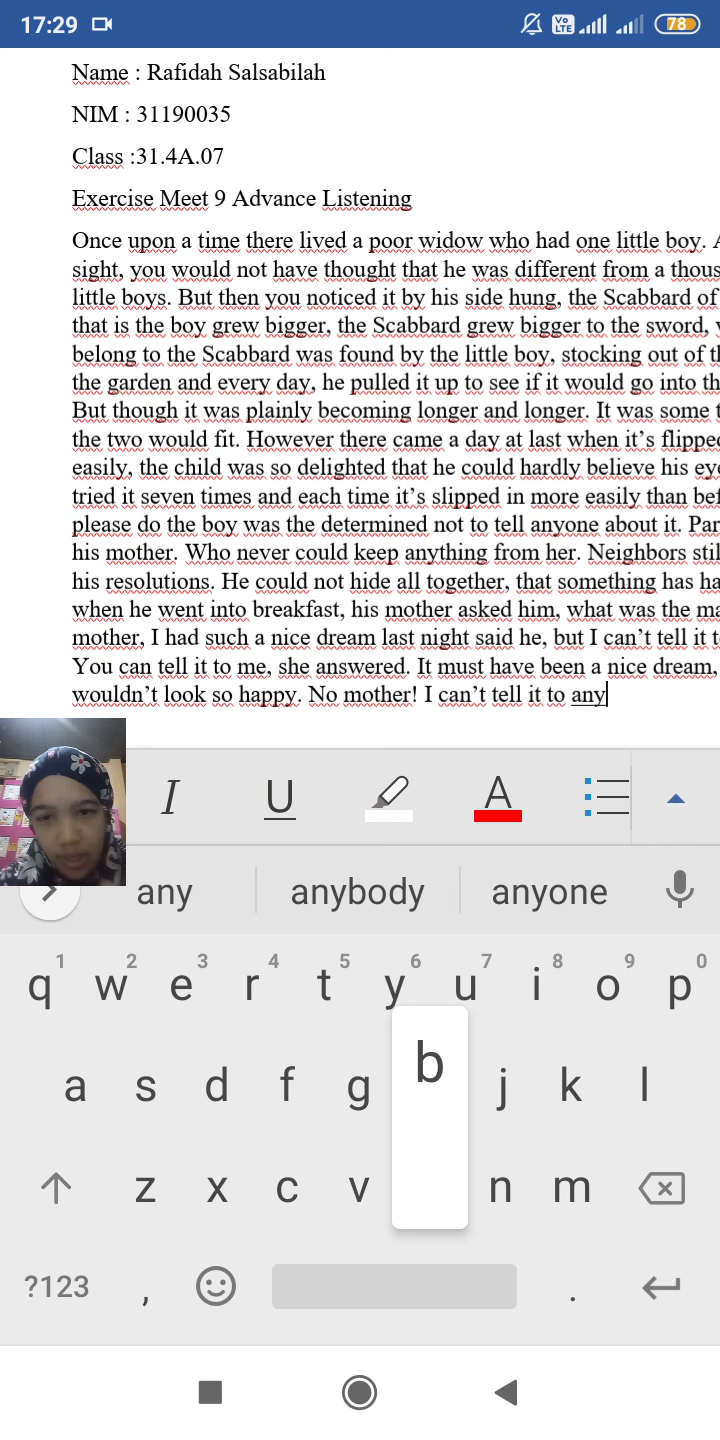 17:29
Vo LTE
78
Name : Rafidah Salsabilah
NIM : 31190035
Class :31.4A.07
Exercise Meet 9 Advance Listening
Once upon a time there lived a poor widow who had one little boy. A
sight, you would not have thought that he was different from a thous
little boys. But then you noticed it by his side hung, the Scabbard of
that is the boy grew bigger, the Scabbard grew bigger to the sword,
belong to the Scabbard was found by the little boy, stocking out of th
the garden and every day, he pulled it up to see if it would go into th
But though it was plainly becoming longer and longer. It was some t
the two would fit. However there came a day at last when it’s flipped
easily, the child was so delighted that he could hardly believe his eye
tried it seven times and each time it’s slipped in more easily than bef
please do the boy was the determined not to tell anyone about it. Par
his mother. Who never could keep anything from her. Neighbors stil
his resolutions. He could not hide all together, that something has ha
when he went into breakfast, his mother asked him, what was the ma
mother, I had such a nice dream last night said he, but I can’t tell it t
You can tell it to me, she answered. It must have been a nice dream,
wouldn’t look so happy. No mother! I can’t tell it to any
I U A
any anybody anyone
1 2 3 4 5 6 7 8 9 0
q w e r t y u i o p
b
a s d f g j k l
z x c v n m
?123 , .